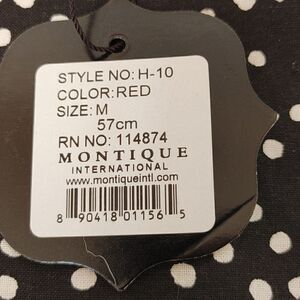 STYLE NO: H-10
COLOR: RED
SIZE: M
57cm
RN NO: 114874
MONTIQUE
INTERNATIONAL
www.montiqueintl.com
8 90418 01156 5